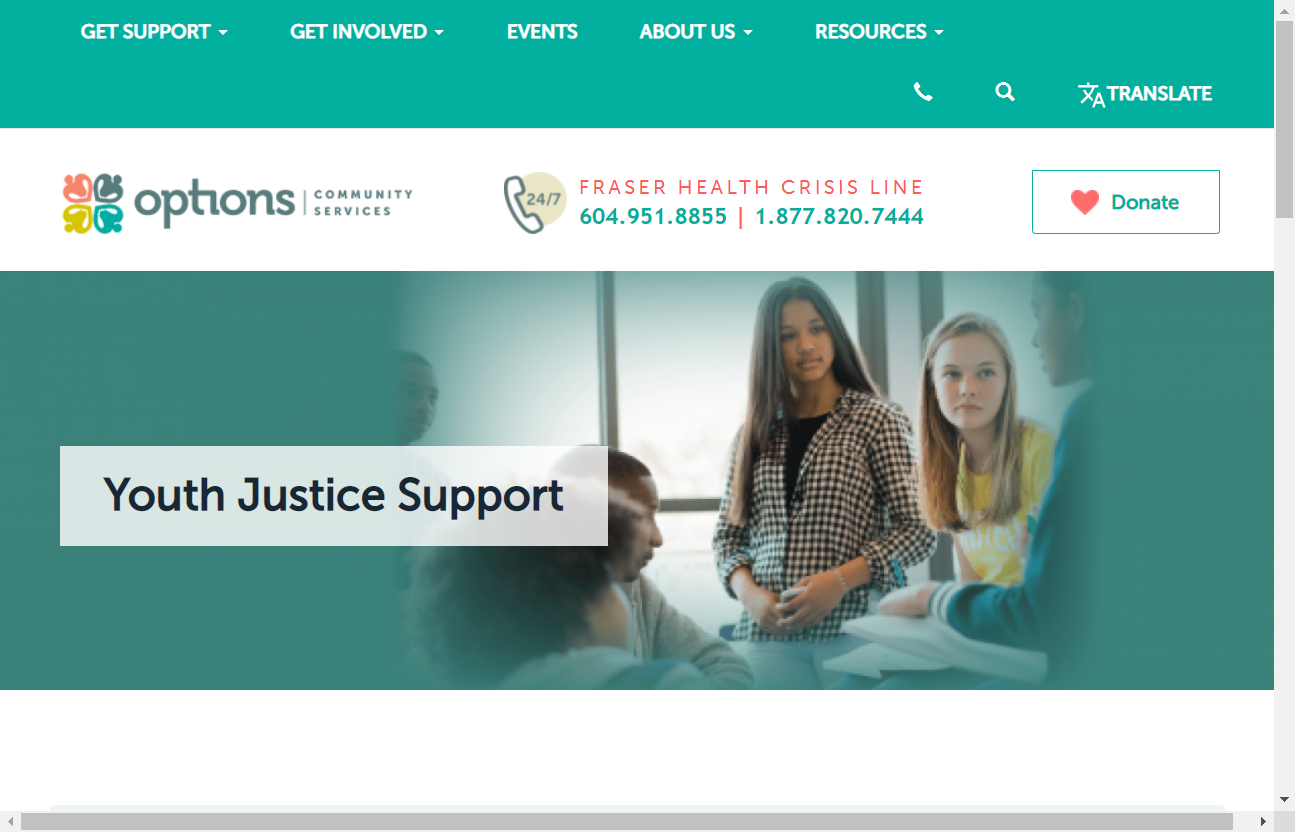 GET SUPPORT
GET INVOLVED
EVENTS
ABOUT US
RESOURCES
TRANSLATE
options COMMUNITY SERVICES
24/7
FRASER HEALTH CRISIS LINE
604.951.8855 | 1.877.820.7444
Donate
Youth Justice Support